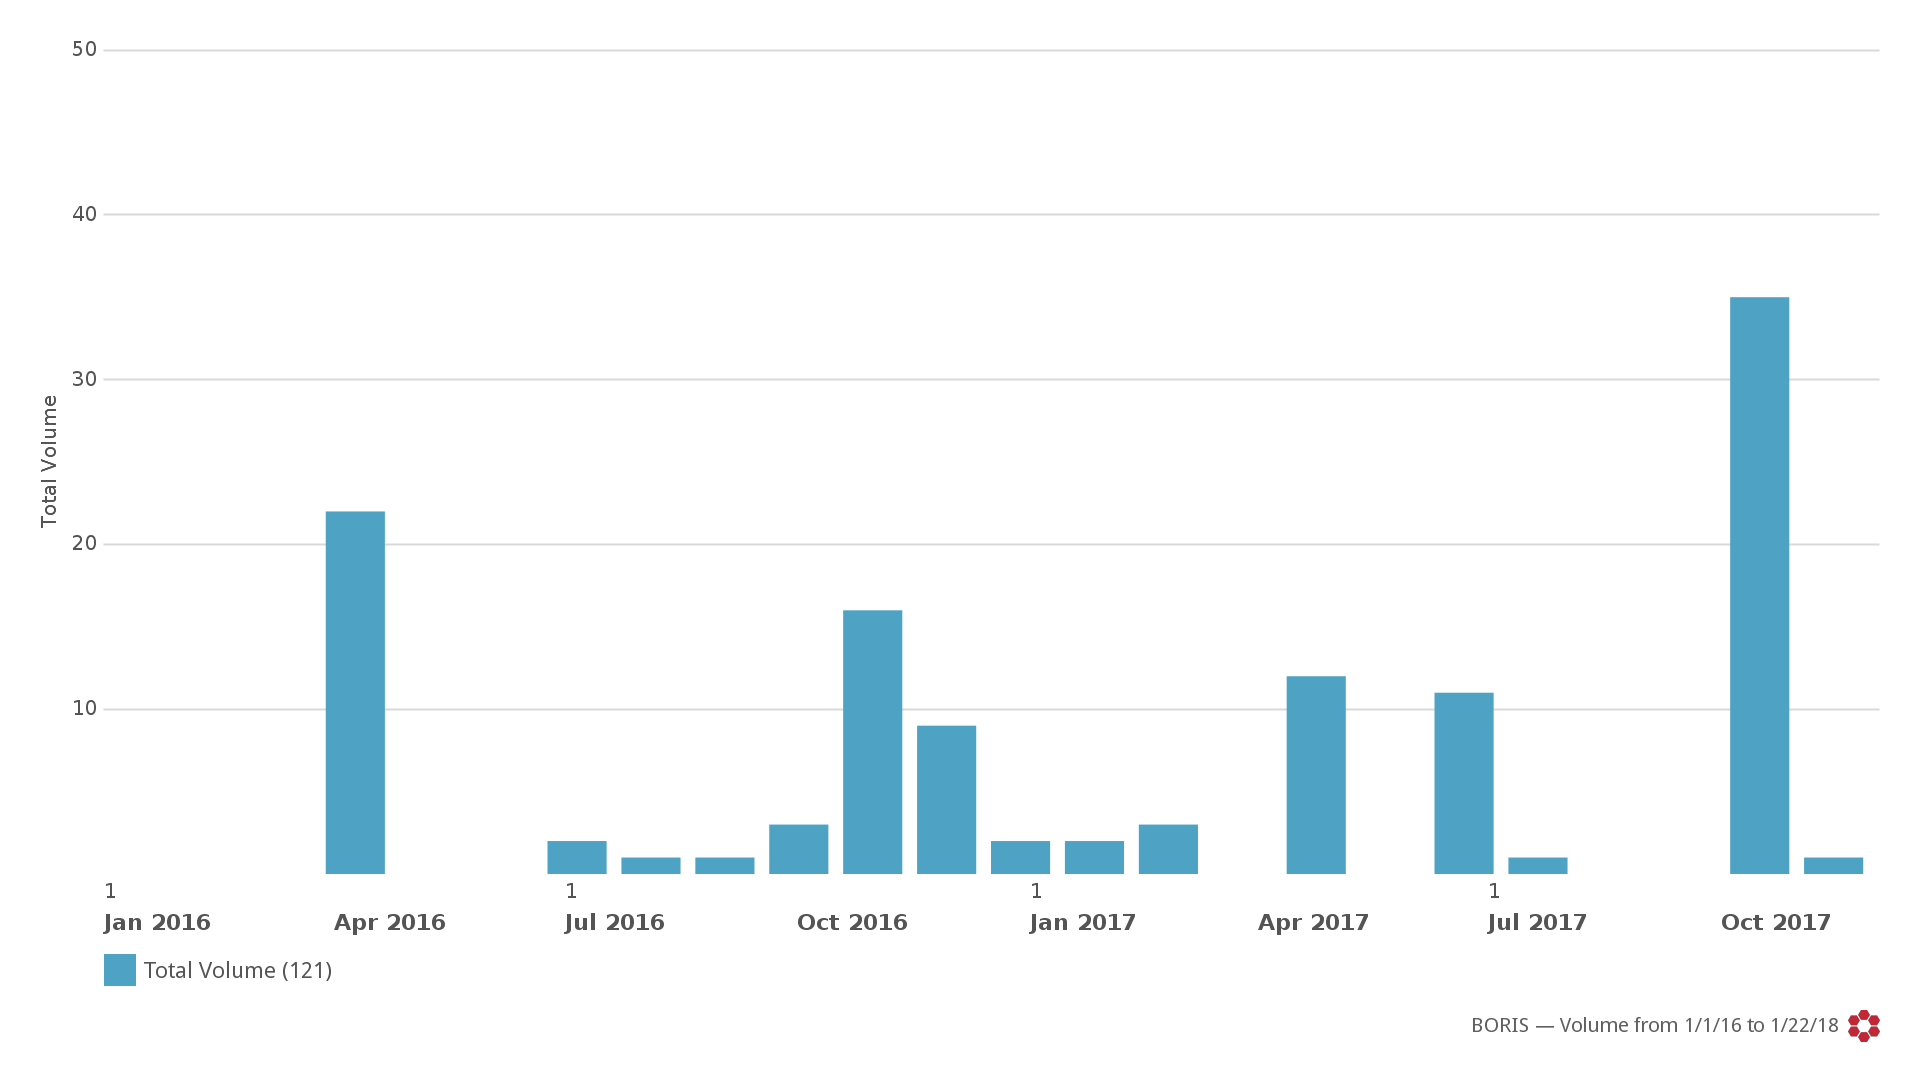 50
40
30
20
10
Total Volume
1 1 1 1
Jan 2016 Apr 2016 Jul 2016 Oct 2016 Jan 2017 Apr 2017 Jul 2017 Oct 2017
Total Volume (121)
BORIS — Volume from 1/1/16 to 1/22/18